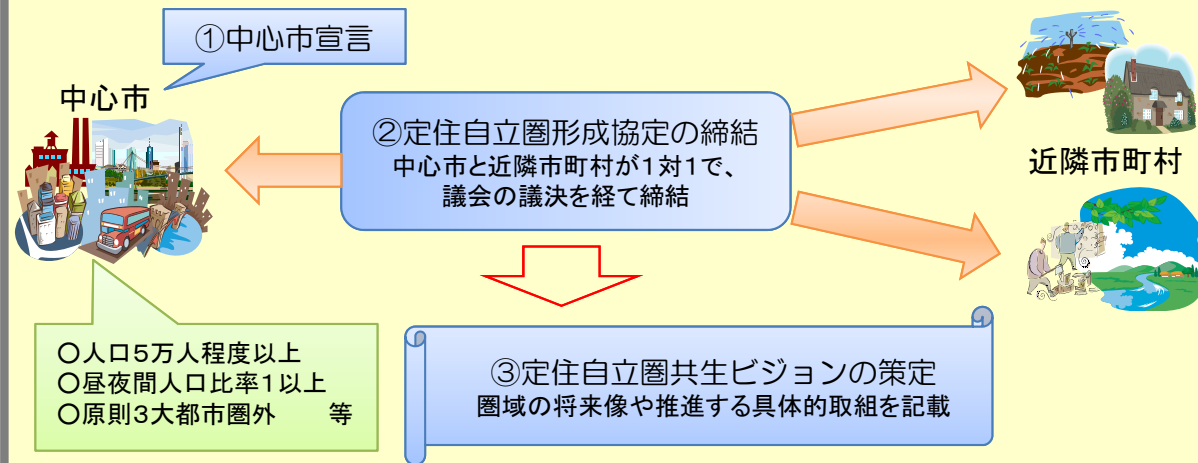 ①中心市宣言
中心市
②定住自立圏形成協定の締結
中心市と近隣市町村が1対1で、
議会の議決を経て締結
近隣市町村
○人口5万人程度以上
○昼夜間人口比率1以上
○原則3大都市圏外　　等
③定住自立圏共生ビジョンの策定
圏域の将来像や推進する具体的取組を記載